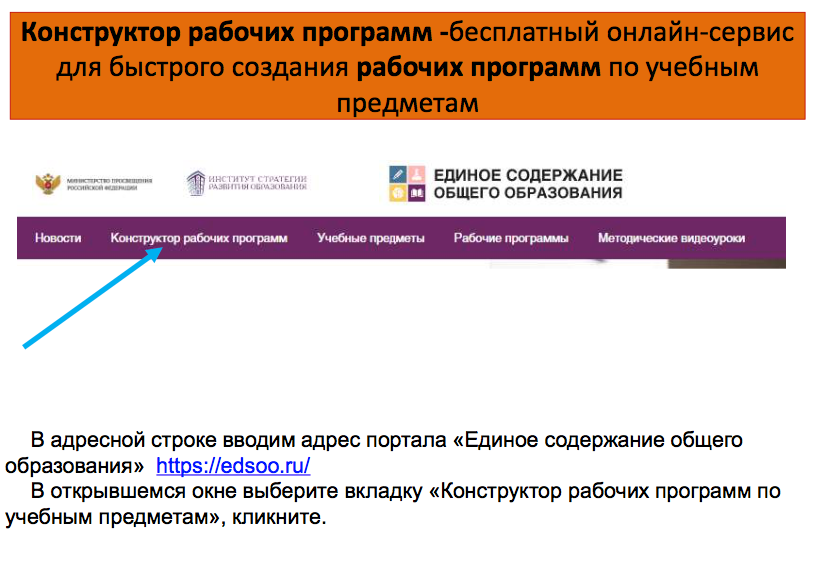 Конструктор рабочих программ -бесплатный онлайн-сервис
для быстрого создания рабочих программ по учебным
предметам
МИНИСТЕРСТВО ПРОСВЕЩЕНИЯ
РОССИЙСКОЙ ФЕДЕРАЦИИ
ИНСТИТУТ СТРАТЕГИИ
РАЗВИТИЯ ОБРАЗОВАНИЯ
ЕДИНОЕ СОДЕРЖАНИЕ
ОБЩЕГО ОБРАЗОВАНИЯ
Новости Конструктор рабочих программ Учебные предметы Рабочие программы Методические видеоуроки
В адресной строке вводим адрес портала «Единое содержание общего
образования» https://edsoo.ru/
В открывшемся окне выберите вкладку «Конструктор рабочих программ по
учебным предметам», кликните.